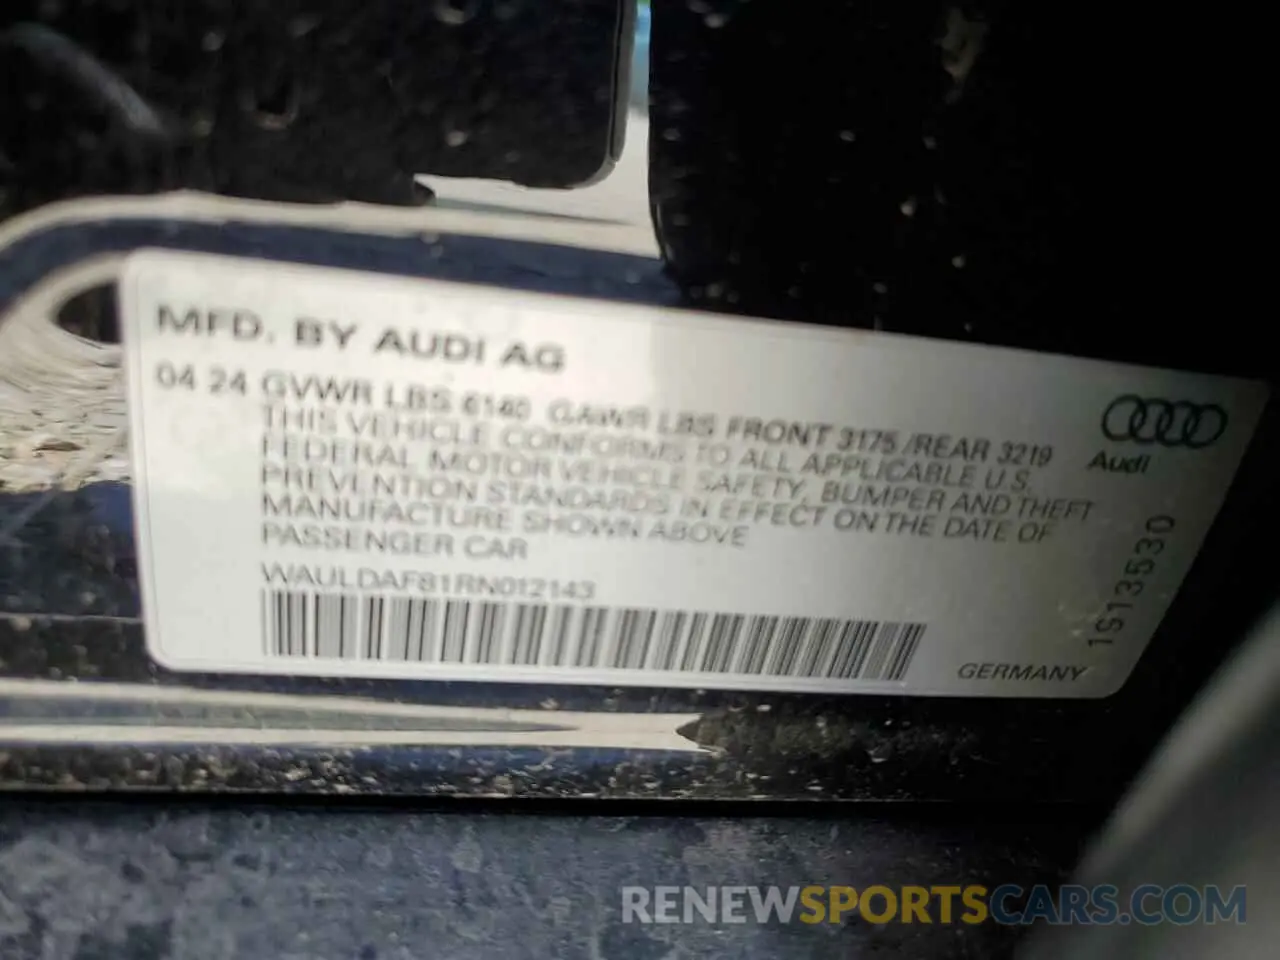 MFD. BY AUDI AG
04 24 GVWR LBS 6140 GAWR LBS FRONT 3175 /REAR 3219
THIS VEHICLE CONFORMS TO ALL APPLICABLE U.S.
FEDERAL MOTOR VEHICLE SAFETY, BUMPER AND THEFT
PREVENTION STANDARDS IN EFFECT ON THE DATE OF
MANUFACTURE SHOWN ABOVE
PASSENGER CAR
WAULDAF81RN012143
Audi
1S13530
GERMANY
RENEWSPORTSCARS.COM